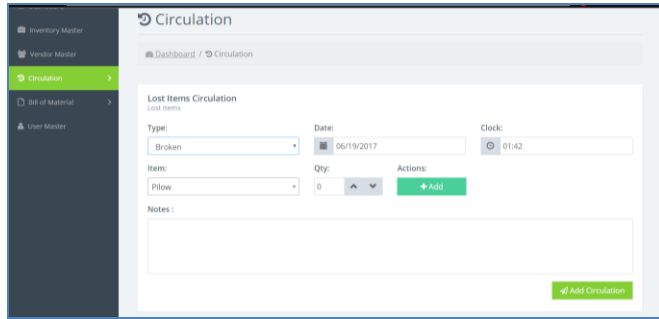 Circulation
Inventory Master
Vendor Master
Dashboard / Circulation
Circulation
Bill of Material
User Master
Lost Items Circulation
Lost Items
Type: Date: Clock:
Broken 06/19/2017 01:42
Item: Qty: Actions:
Pilow 0 + Add
Notes :
Add Circulation